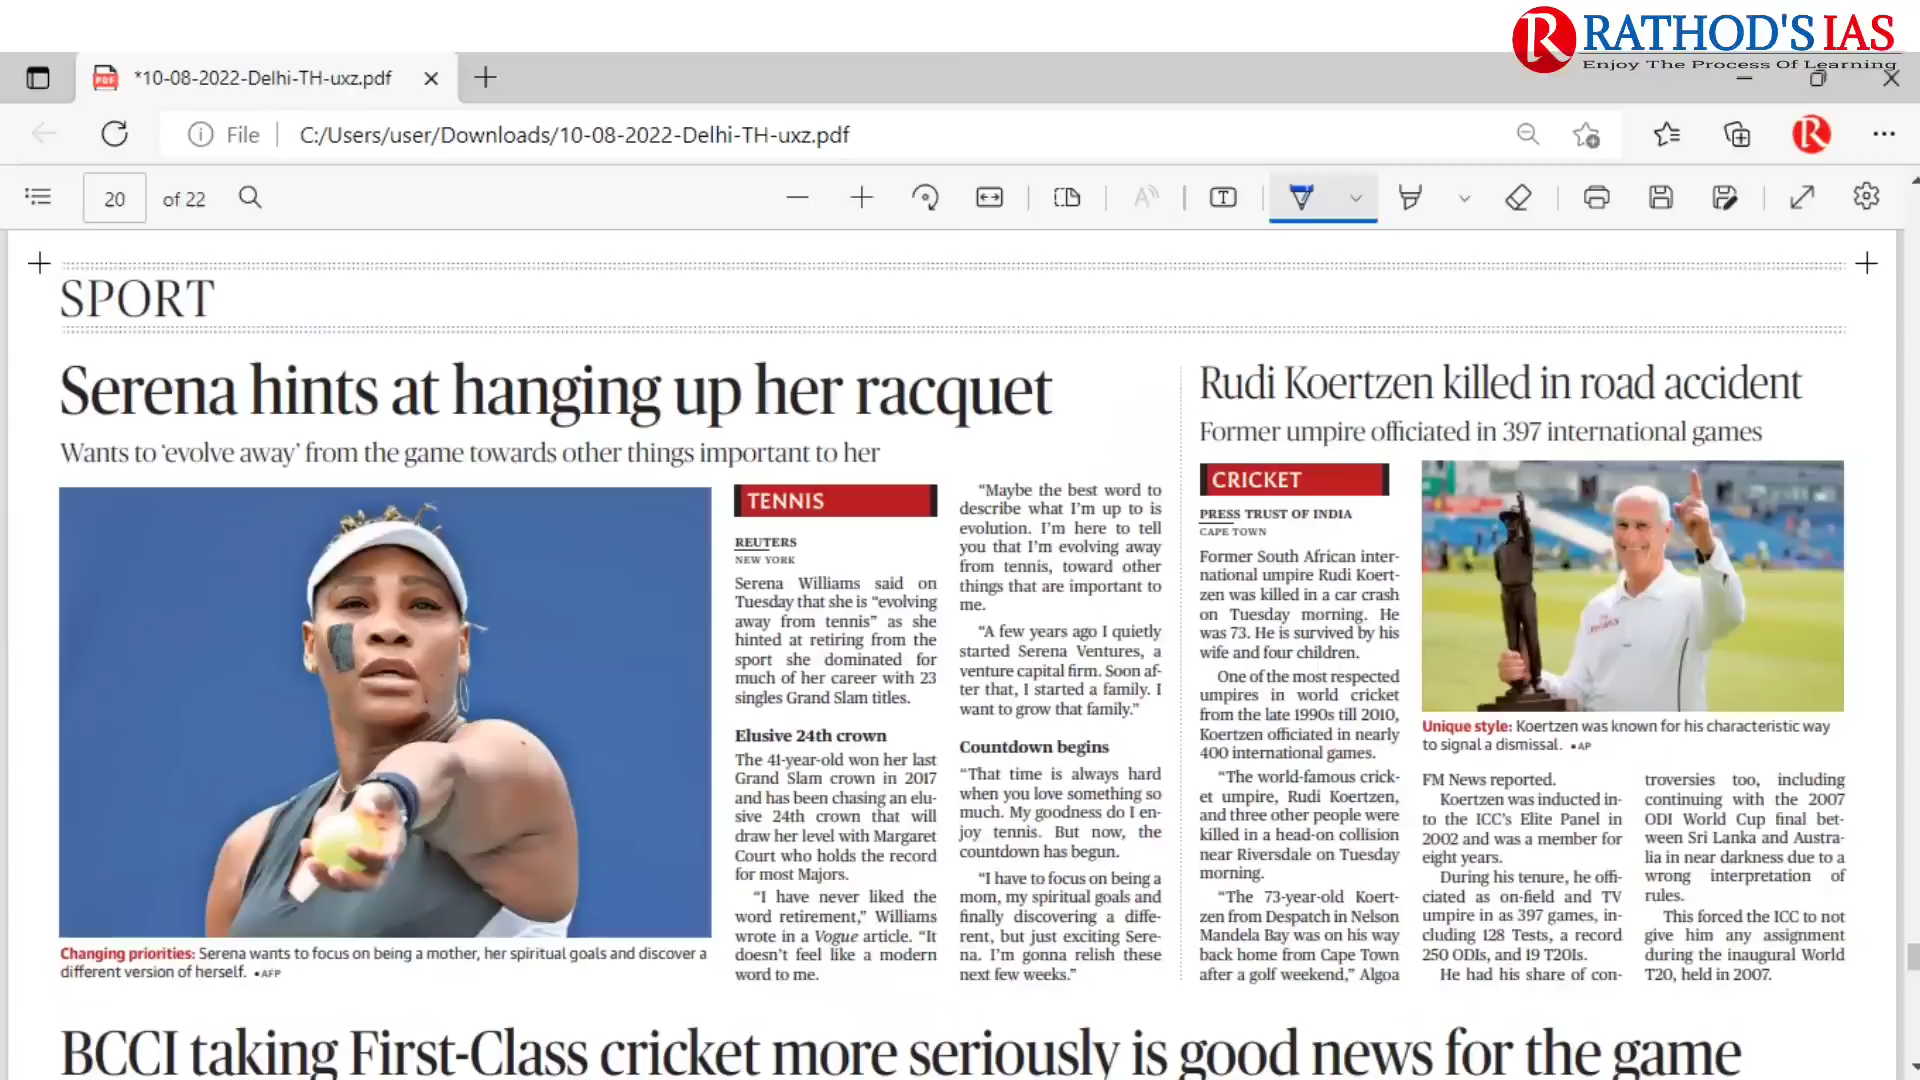 RATHOD'S IAS
Enjoy The Process Of Learning
*10-08-2022-Delhi-TH-uxz.pdf
File
C:/Users/user/Downloads/10-08-2022-Delhi-TH-uxz.pdf
20 of 22
SPORT
Serena hints at hanging up her racquet
Wants to ‘evolve away’ from the game towards other things important to her
Changing priorities: Serena wants to focus on being a mother, her spiritual goals and discover a
different version of herself. ▪AFP
TENNIS
REUTERS
NEW YORK
Serena Williams said on
Tuesday that she is “evolving
away from tennis” as she
hinted at retiring from the
sport she dominated for
much of her career with 23
singles Grand Slam titles.
Elusive 24th crown
The 41-year-old won her last
Grand Slam crown in 2017
and has been chasing an elu-
sive 24th crown that will
draw her level with Margaret
Court who holds the record
for most Majors.
“I have never liked the
word retirement,” Williams
wrote in a Vogue article. “It
doesn’t feel like a modern
word to me.
“Maybe the best word to
describe what I’m up to is
evolution. I’m here to tell
you that I’m evolving away
from tennis, toward other
things that are important to
me.
“A few years ago I quietly
started Serena Ventures, a
venture capital firm. Soon af-
ter that, I started a family. I
want to grow that family.”
Countdown begins
“That time is always hard
when you love something so
much. My goodness do I en-
joy tennis. But now, the
countdown has begun.
“I have to focus on being a
mom, my spiritual goals and
finally discovering a diffe-
rent, but just exciting Sere-
na. I’m gonna relish these
next few weeks.”
Rudi Koertzen killed in road accident
Former umpire officiated in 397 international games
CRICKET
PRESS TRUST OF INDIA
CAPE TOWN
Former South African inter-
national umpire Rudi Koert-
zen was killed in a car crash
on Tuesday morning. He
was 73. He is survived by his
wife and four children.
One of the most respected
umpires in world cricket
from the late 1990s till 2010,
Koertzen officiated in nearly
400 international games.
“The world-famous crick-
et umpire, Rudi Koertzen,
and three other people were
killed in a head-on collision
near Riversdale on Tuesday
morning.
“The 73-year-old Koert-
zen from Despatch in Nelson
Mandela Bay was on his way
back home from Cape Town
after a golf weekend,” Algoa
Unique style: Koertzen was known for his characteristic way
to signal a dismissal. ▪AP
FM News reported.
Koertzen was inducted in-
to the ICC’s Elite Panel in
2002 and was a member for
eight years.
During his tenure, he offi-
ciated as on-field and TV
umpire in as 397 games, in-
cluding 128 Tests, a record
250 ODIs, and 19 T20Is.
He had his share of con-
troversies too, including
continuing with the 2007
ODI World Cup final bet-
ween Sri Lanka and Austra-
lia in near darkness due to a
wrong interpretation of
rules.
This forced the ICC to not
give him any assignment
during the inaugural World
T20, held in 2007.
BCCI taking First-Class cricket more seriously is good news for the game